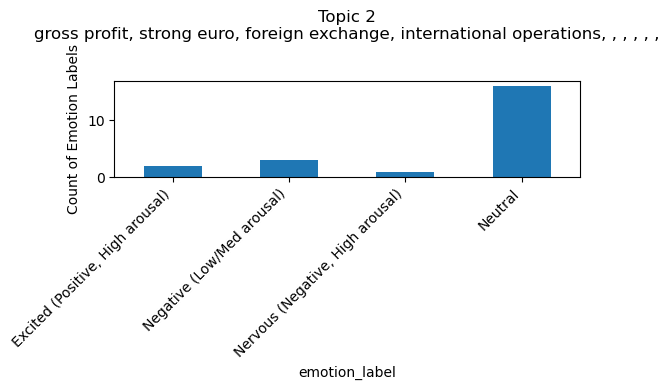 Topic 2
gross profit, strong euro, foreign exchange, international operations, , , , , ,
Count of Emotion Labels
10
0
Excited (Positive, High arousal)
Negative (Low/Med arousal)
Nervous (Negative, High arousal)
Neutral
emotion_label